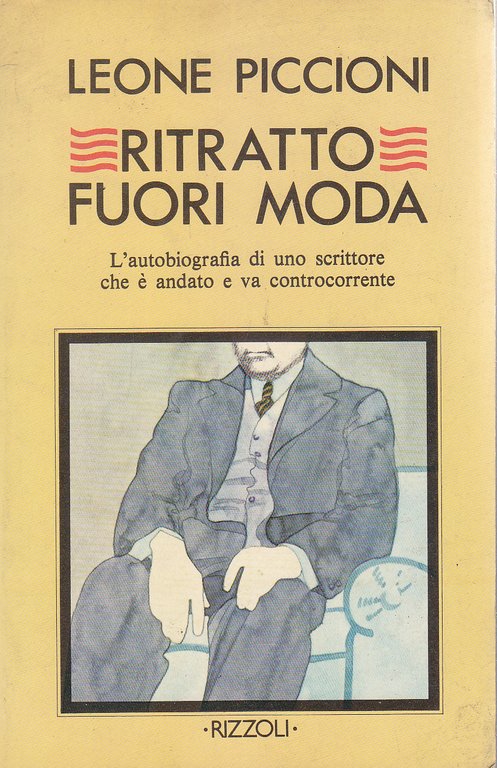 LEONE PICCIONI
RITRATTO
FUORI MODA
L'autobiografia di uno scrittore
che è andato e va controcorrente
·RIZZOLI·